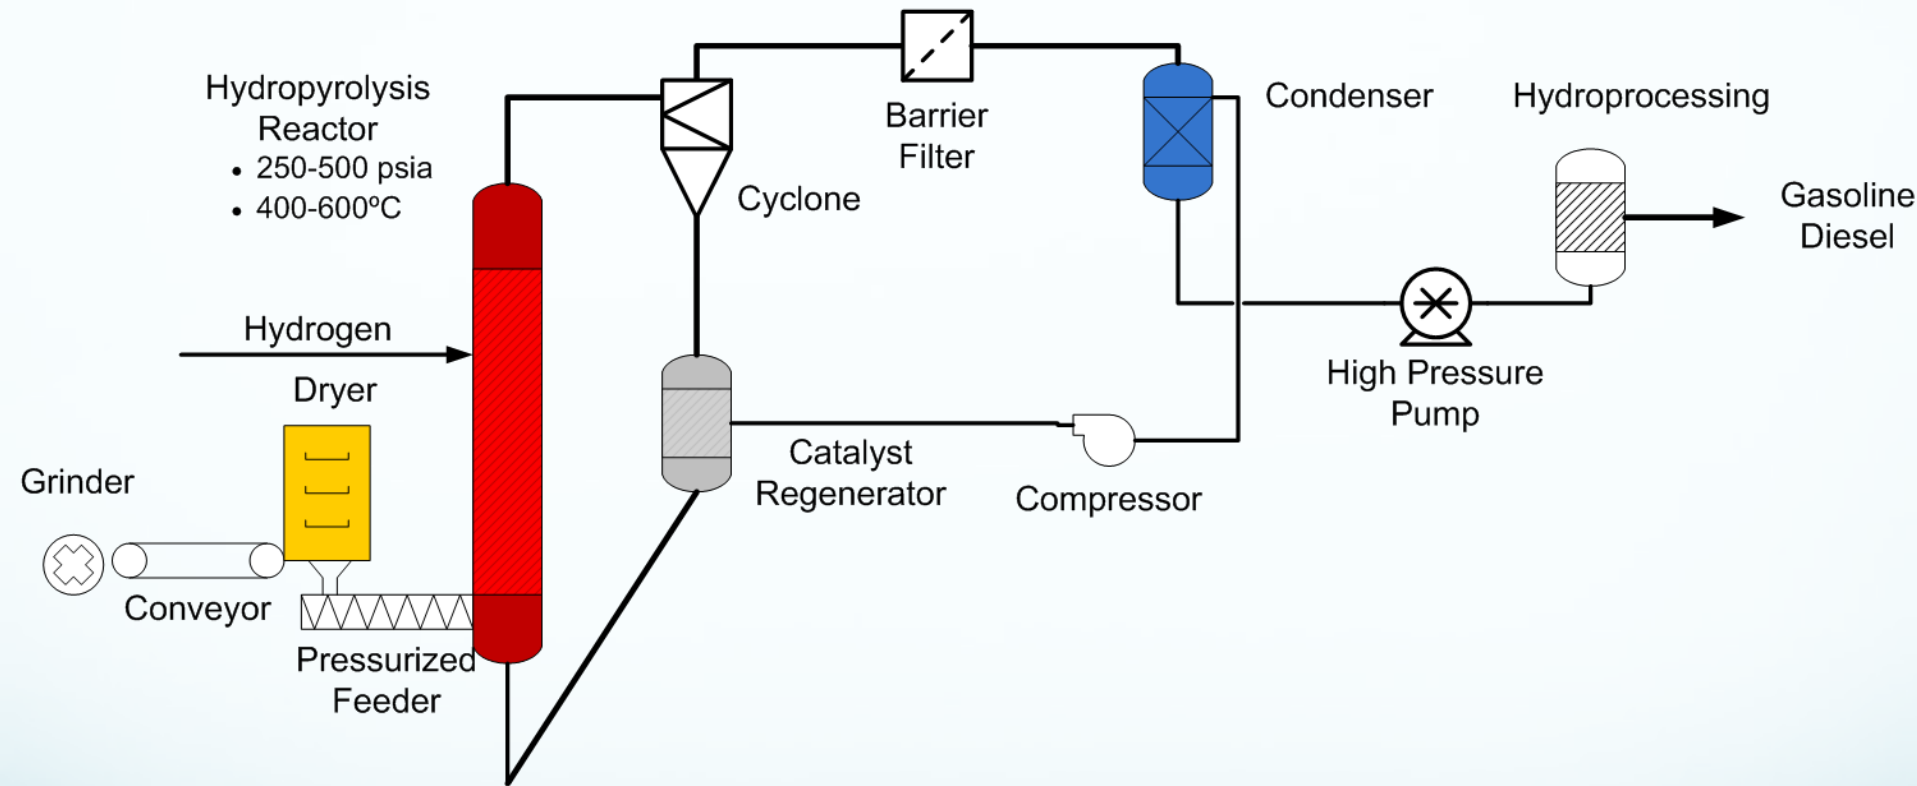 Hydropyrolysis
Reactor
• 250-500 psia
• 400-600ºC
Hydrogen
Dryer
Grinder
Conveyor
Pressurized
Feeder
Cyclone
Barrier
Filter
Catalyst
Regenerator
Compressor
Condenser
High Pressure
Pump
Hydroprocessing
Gasoline
Diesel